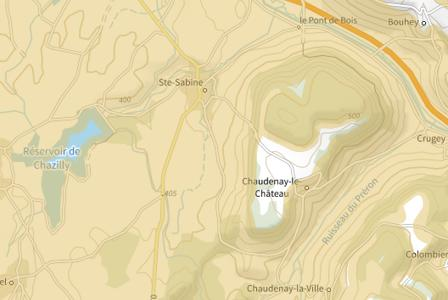 le Pont de Bois
Bouhey
Ste-Sabine
400
500
Crugey
Réservoir de
Chazilly
Chaudenay-le-
Château
405
Ruisseau du Préron
Colombier
Chaudenay-la-Ville